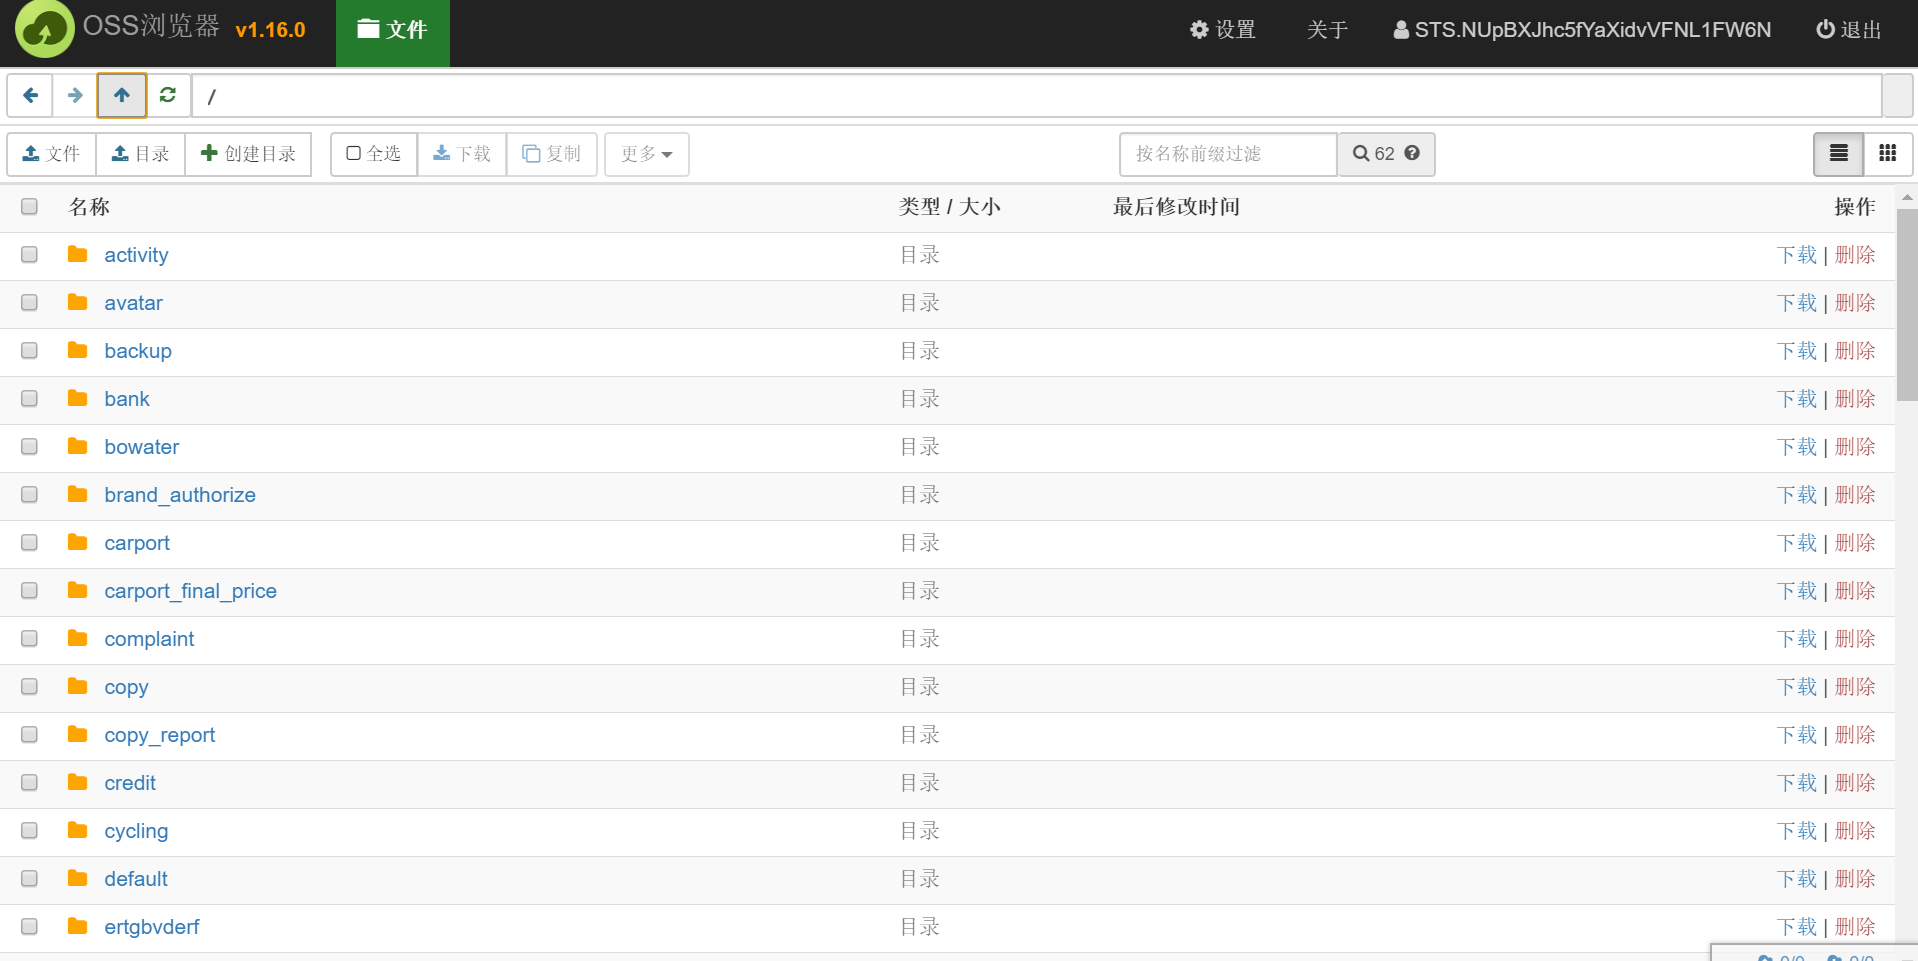 OSS浏览器 v1.16.0 文件 设置 关于 STS.NUpBXJhc5fYaXidvVFNL1FW6N 退出
/
文件 目录 创建目录 全选 下载 复制 更多 按名称前缀过滤 62
名称 类型 / 大小 最后修改时间 操作
activity 目录 下载 | 删除
avatar 目录 下载 | 删除
backup 目录 下载 | 删除
bank 目录 下载 | 删除
bowater 目录 下载 | 删除
brand_authorize 目录 下载 | 删除
carport 目录 下载 | 删除
carport_final_price 目录 下载 | 删除
complaint 目录 下载 | 删除
copy 目录 下载 | 删除
copy_report 目录 下载 | 删除
credit 目录 下载 | 删除
cycling 目录 下载 | 删除
default 目录 下载 | 删除
ertgbvderf 目录 下载 | 删除